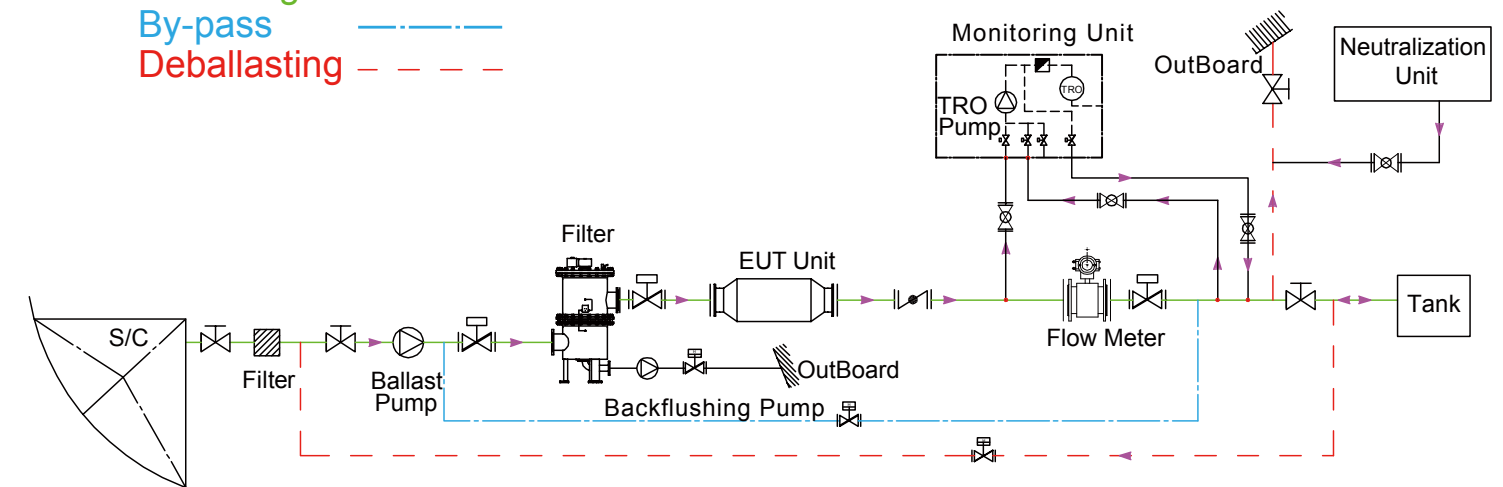 By-pass
Deballasting
Monitoring Unit
OutBoard
Neutralization
Unit
TRO
TRO
Pump
Filter
EUT Unit
S/C
Filter
Ballast
Pump
OutBoard
Backflushing Pump
Flow Meter
Tank